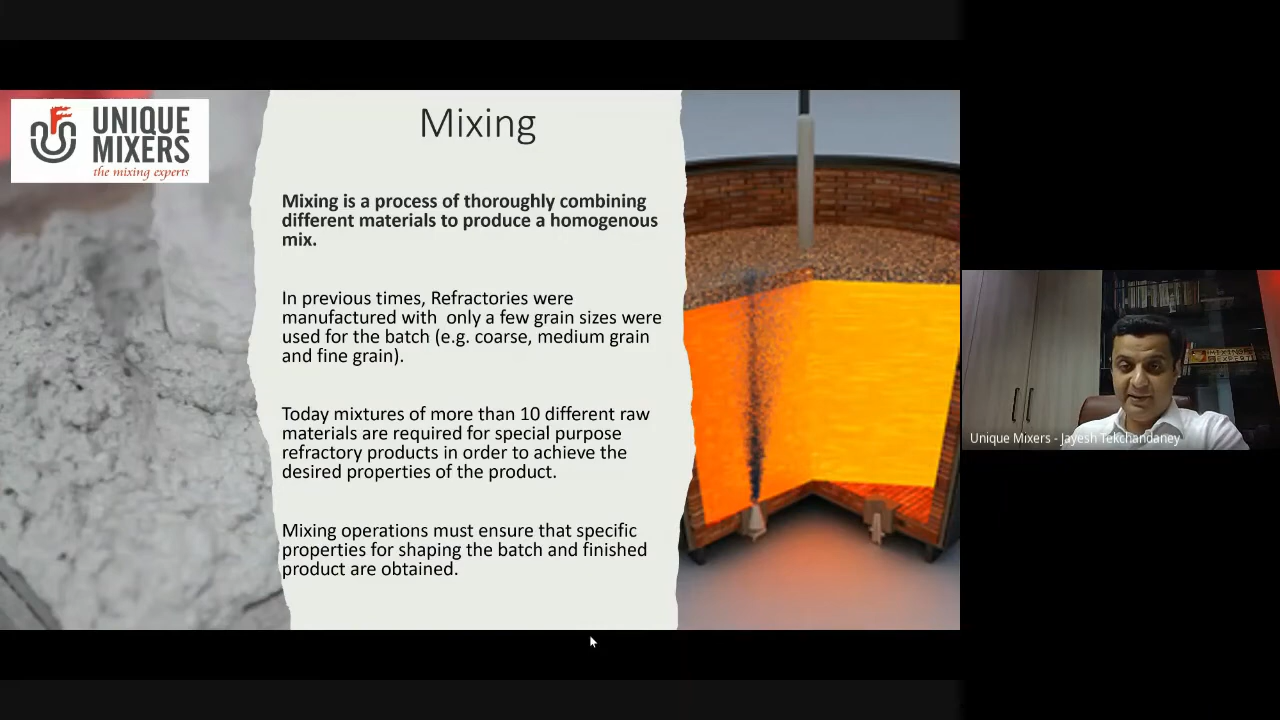 UNIQUE
MIXERS
the mixing experts
Mixing
Mixing is a process of thoroughly combining
different materials to produce a homogenous
mix.
In previous times, Refractories were
manufactured with only a few grain sizes were
used for the batch (e.g. coarse, medium grain
and fine grain).
Today mixtures of more than 10 different raw
materials are required for special purpose
refractory products in order to achieve the
desired properties of the product.
Mixing operations must ensure that specific
properties for shaping the batch and finished
product are obtained.
Unique Mixers - Jayesh Tekchandaney